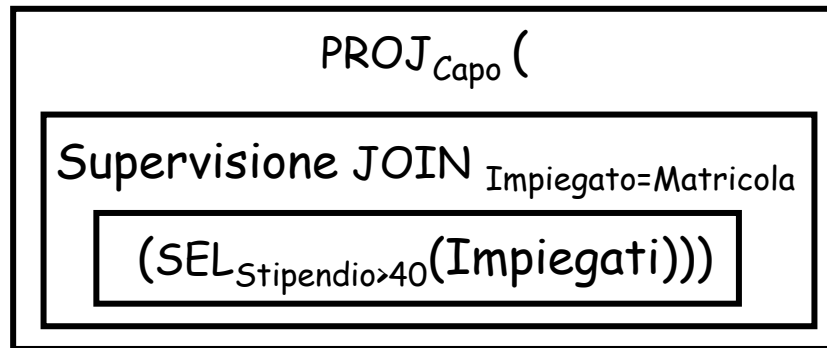 PROJCapo (
Supervisione JOIN Impiegato=Matricola
(SELStipendio>40(Impiegati)))